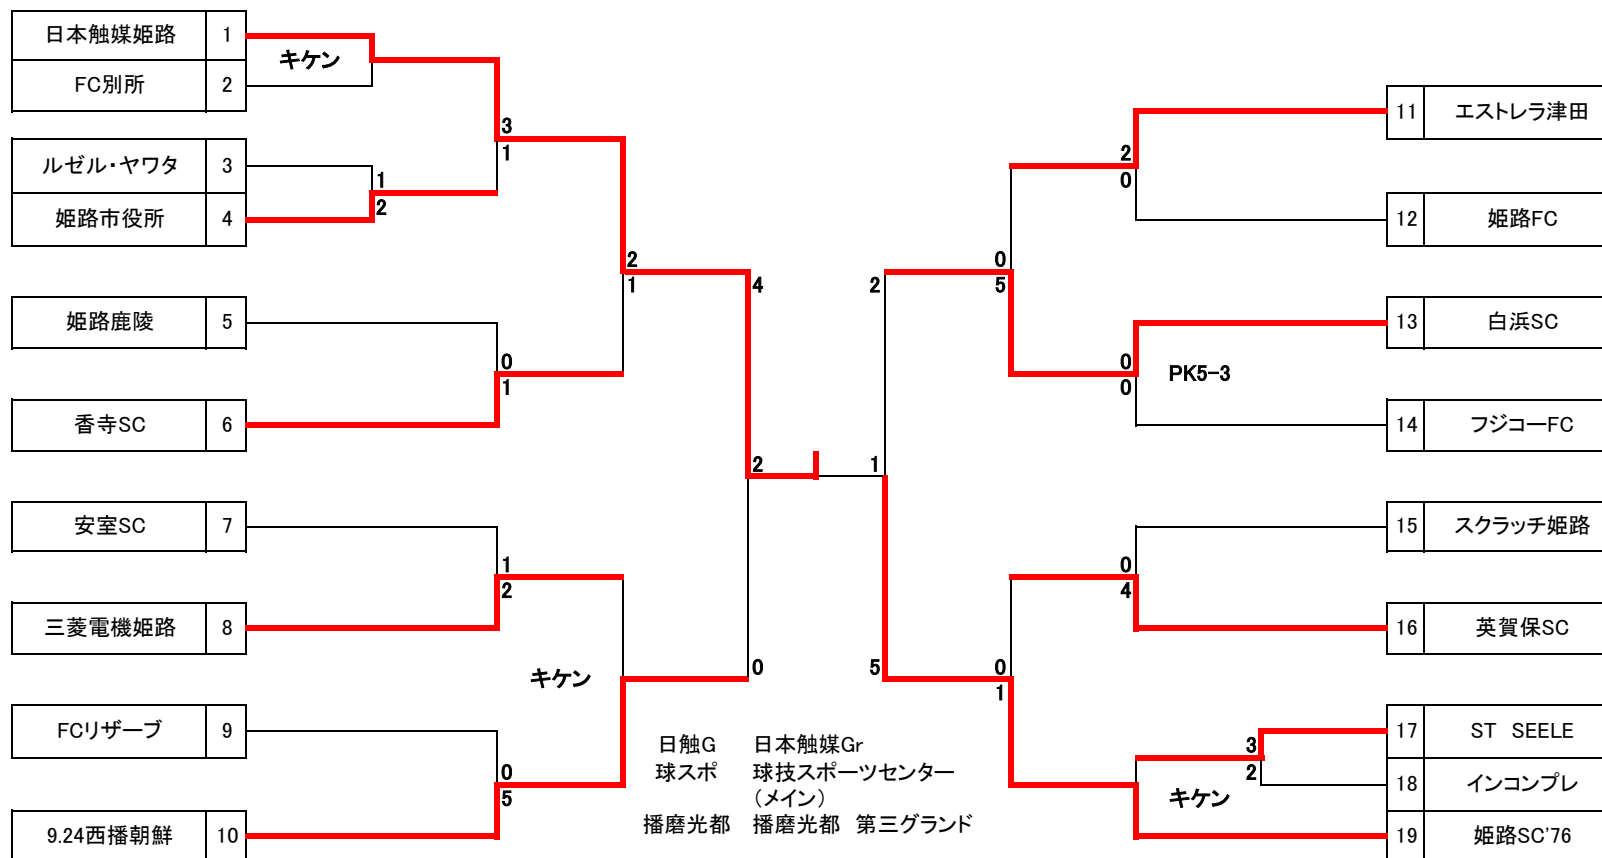 日本触媒姫路 1
キケン
FC別所 2
3
1
ルゼル・ヤワタ 3
1
2
姫路市役所 4
2
1
姫路鹿陵 5
0
1
香寺SC 6
4
2
安室SC 7
1
2
三菱電機姫路 8
キケン
0
FCリザーブ 9
0
5
9.24西播朝鮮 10
11 エストレラ津田
2
0
12 姫路FC
0
5
2
13 白浜SC
0
0
PK5-3
14 フジコーFC
1
15 スクラッチ姫路
0
4
16 英賀保SC
5
0
1
17 ST SEELE
3
2
18 インコンプレ
キケン
19 姫路SC'76
日触G 日本触媒Gr
球スポ 球技スポーツセンター
(メイン)
播磨光都 播磨光都 第三グランド